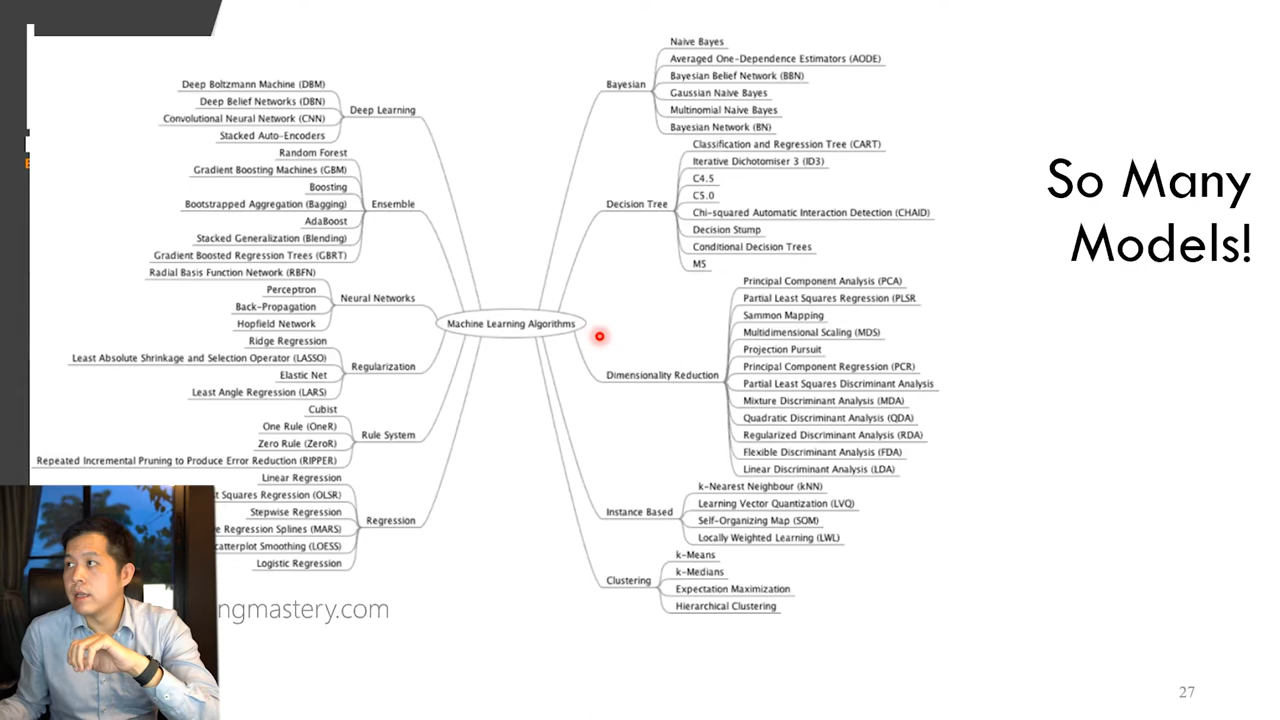 So Many
Models!
Machine Learning Algorithms
Deep Learning
Deep Boltzmann Machine (DBM)
Deep Belief Networks (DBN)
Convolutional Neural Network (CNN)
Stacked Auto-Encoders
Ensemble
Random Forest
Gradient Boosting Machines (GBM)
Boosting
Bootstrapped Aggregation (Bagging)
AdaBoost
Stacked Generalization (Blending)
Gradient Boosted Regression Trees (GBRT)
Neural Networks
Radial Basis Function Network (RBFN)
Perceptron
Back-Propagation
Hopfield Network
Regularization
Ridge Regression
Least Absolute Shrinkage and Selection Operator (LASSO)
Elastic Net
Least Angle Regression (LARS)
Rule System
Cubist
One Rule (OneR)
Zero Rule (ZeroR)
Repeated Incremental Pruning to Produce Error Reduction (RIPPER)
Regression
Linear Regression
Squares Regression (OLSR)
Stepwise Regression
Regression Splines (MARS)
Smoothing (LOESS)
Logistic Regression
Bayesian
Naive Bayes
Averaged One-Dependence Estimators (AODE)
Bayesian Belief Network (BBN)
Gaussian Naive Bayes
Multinomial Naive Bayes
Bayesian Network (BN)
Decision Tree
Classification and Regression Tree (CART)
Iterative Dichotomiser 3 (ID3)
C4.5
C5.0
Chi-squared Automatic Interaction Detection (CHAID)
Decision Stump
Conditional Decision Trees
M5
Dimensionality Reduction
Principal Component Analysis (PCA)
Partial Least Squares Regression (PLSR
Sammon Mapping
Multidimensional Scaling (MDS)
Projection Pursuit
Principal Component Regression (PCR)
Partial Least Squares Discriminant Analysis
Mixture Discriminant Analysis (MDA)
Quadratic Discriminant Analysis (QDA)
Regularized Discriminant Analysis (RDA)
Flexible Discriminant Analysis (FDA)
Linear Discriminant Analysis (LDA)
Instance Based
k-Nearest Neighbour (kNN)
Learning Vector Quantization (LVQ)
Self-Organizing Map (SOM)
Locally Weighted Learning (LWL)
Clustering
k-Means
k-Medians
Expectation Maximization
Hierarchical Clustering
ngmastery.com
27